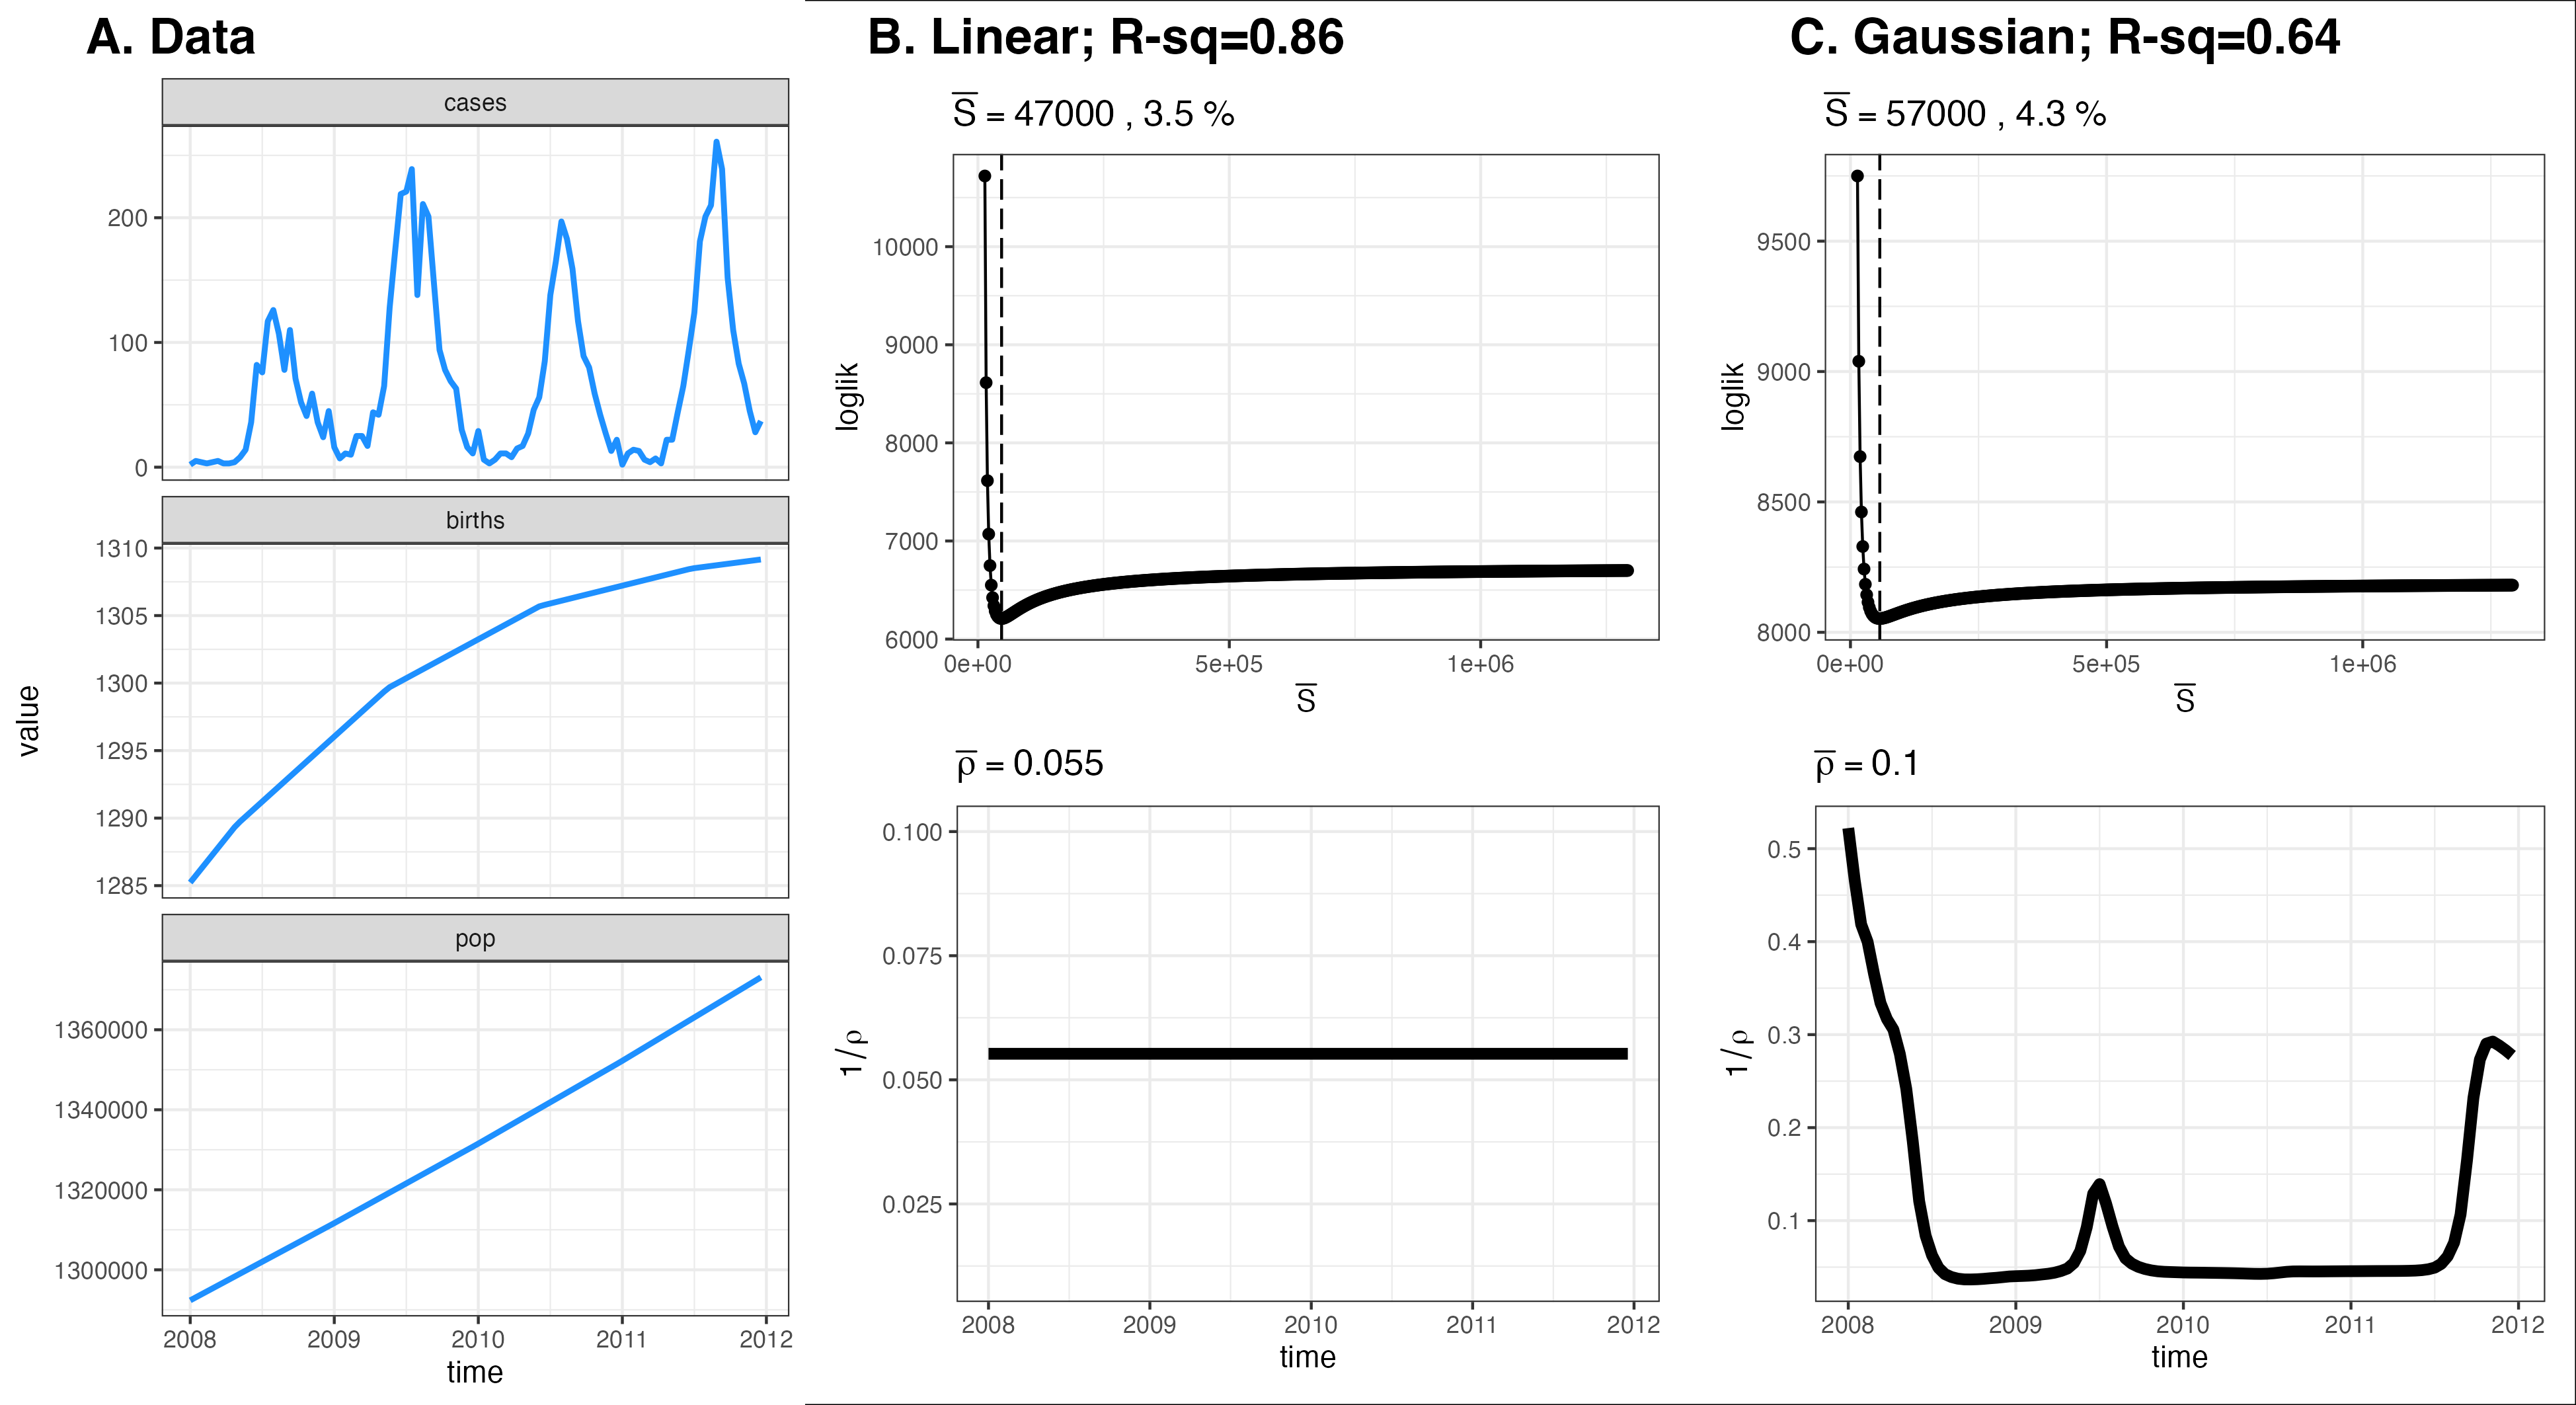 A. Data
cases
200
100
0
births
1310
1305
1300
1295
1290
1285
pop
1360000
1340000
1320000
1300000
2008 2009 2010 2011 2012
time
value
B. Linear; R-sq=0.86
S̅ = 47000 , 3.5 %
10000
9000
8000
7000
6000
loglik
0e+00 5e+05 1e+06
S̅
ρ̅ = 0.055
0.100
0.075
0.050
0.025
1/ρ
2008 2009 2010 2011 2012
time
C. Gaussian; R-sq=0.64
S̅ = 57000 , 4.3 %
9500
9000
8500
8000
loglik
0e+00 5e+05 1e+06
S̅
ρ̅ = 0.1
0.5
0.4
0.3
0.2
0.1
1/ρ
2008 2009 2010 2011 2012
time